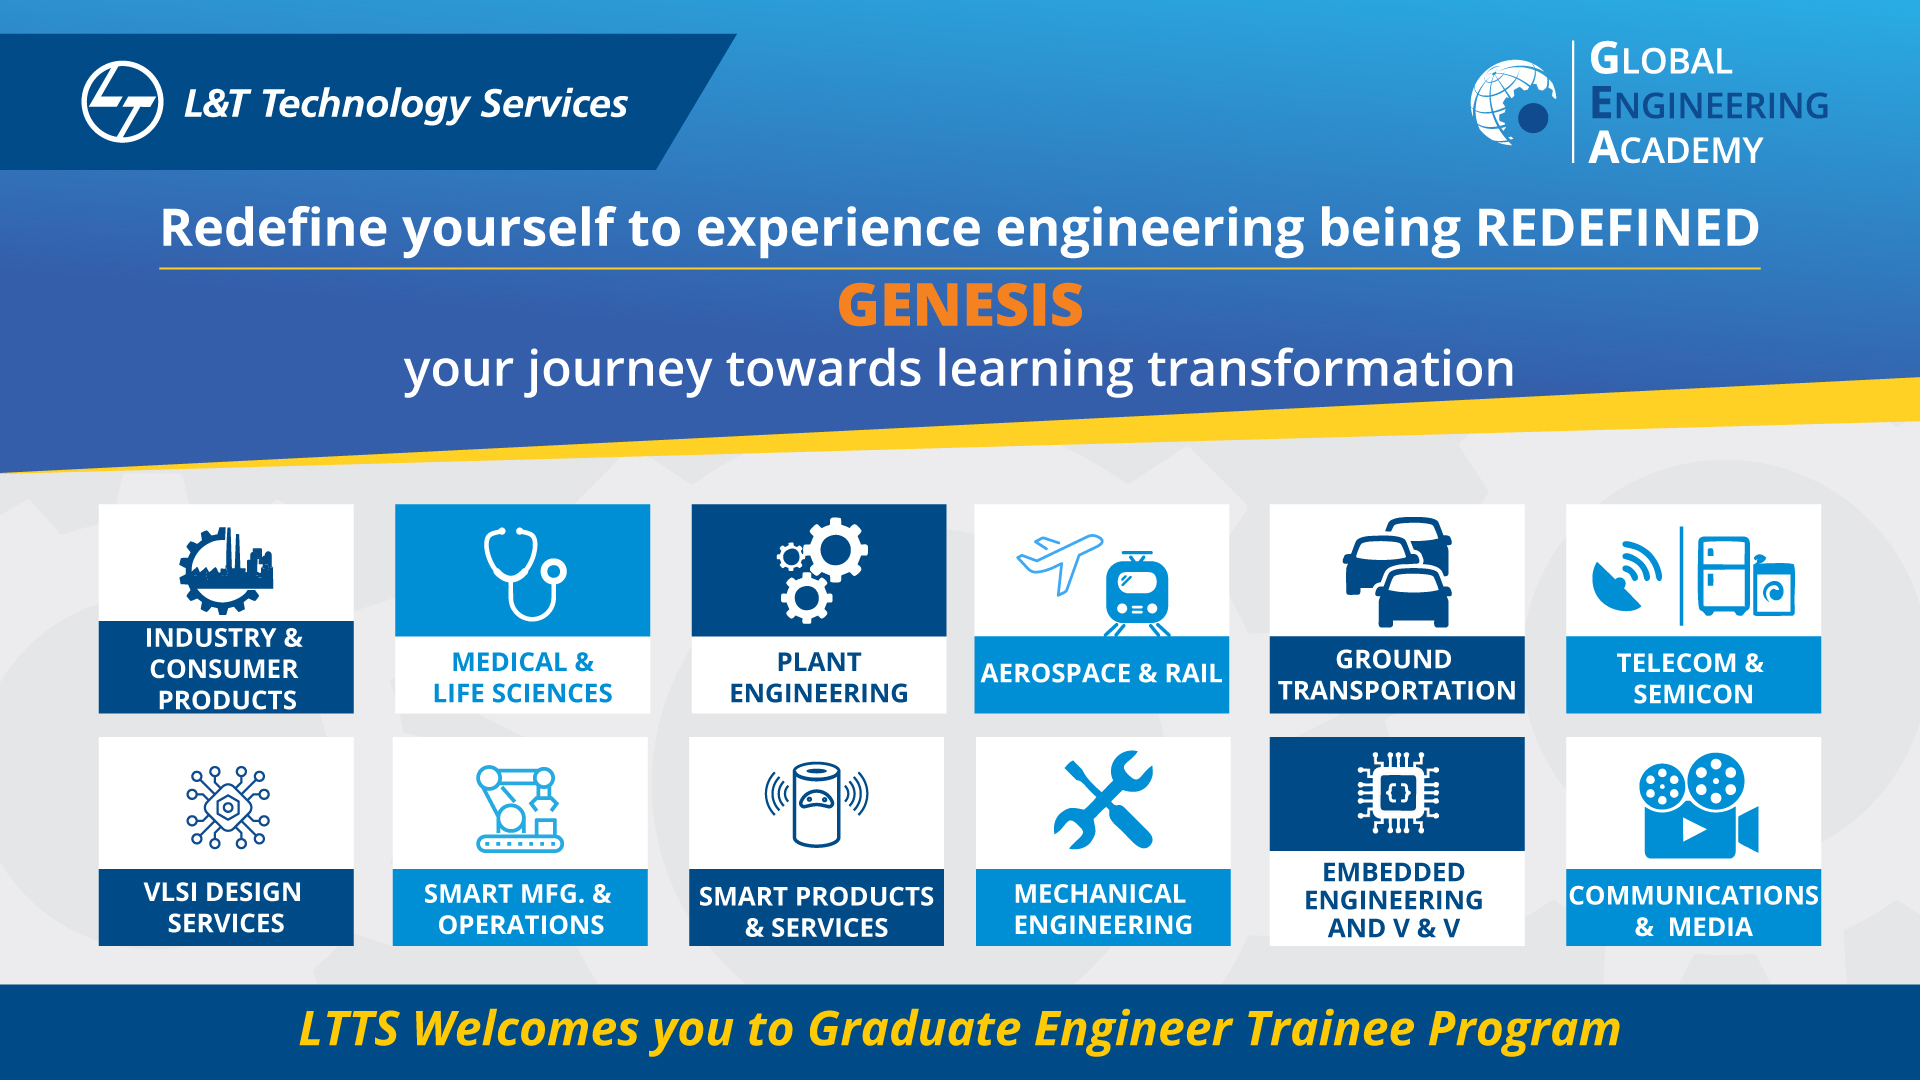 L&T Technology Services
GLOBAL
ENGINEERING
ACADEMY
Redefine yourself to experience engineering being REDEFINED
GENESIS
your journey towards learning transformation
INDUSTRY &
CONSUMER
PRODUCTS
MEDICAL &
LIFE SCIENCES
PLANT
ENGINEERING
AEROSPACE & RAIL
GROUND
TRANSPORTATION
TELECOM &
SEMICON
VLSI DESIGN
SERVICES
SMART MFG. &
OPERATIONS
SMART PRODUCTS
& SERVICES
MECHANICAL
ENGINEERING
EMBEDDED
ENGINEERING
AND V & V
COMMUNICATIONS
& MEDIA
LTTS Welcomes you to Graduate Engineer Trainee Program